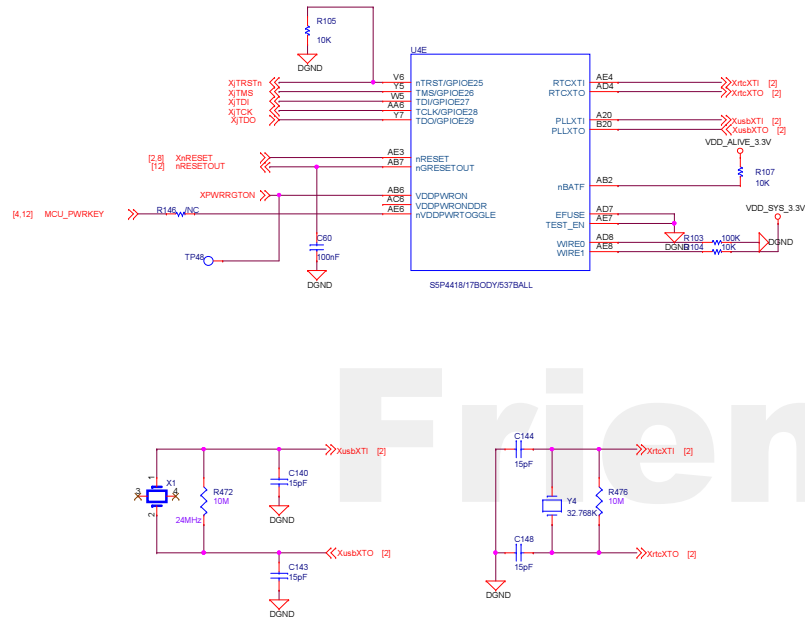 R105
10K
DGND
U4E
XjTRSTn V6 nTRST/GPIOE25 RTCXTI AE4 XrtcXTI [2]
XjTMS Y5 TMS/GPIOE26 RTCXTO AD4 XrtcXTO [2]
XjTDI W5 TDI/GPIOE27
XjTCK AA6 TCLK/GPIOE28 PLLXTI A20 XusbXTI [2]
XjTDO Y7 TDO/GPIOE29 PLLXTO B20 XusbXTO [2]
VDD_ALIVE_3.3V
[2,8] XnRESET AE3 nRESET
[12] nRESETOUT AB7 nGRESETOUT
R107
10K
nBATF AB2
XPWRRGTON AB6 VDDPWRON
AC6 VDDPWRONDDR
[4,12] MCU_PWRKEY R146 /NC AE6 nVDDPWRTOGGLE
EFUSE AD7
TEST_EN AE7
VDD_SYS_3.3V
WIRE0 AD8 R103 100K DGND
WIRE1 AE8 R104 10K
DGND
C60
100nF
TP48
DGND
S5P4418/17BODY/537BALL
Frien
XusbXTI [2]
X1
1
3 4
2
24MHz
R472
10M
C140
15pF
DGND
XusbXTO [2]
C143
15pF
DGND
C144
15pF
XrtcXTI [2]
Y4
32.768K
R476
10M
C148
15pF
XrtcXTO [2]
DGND